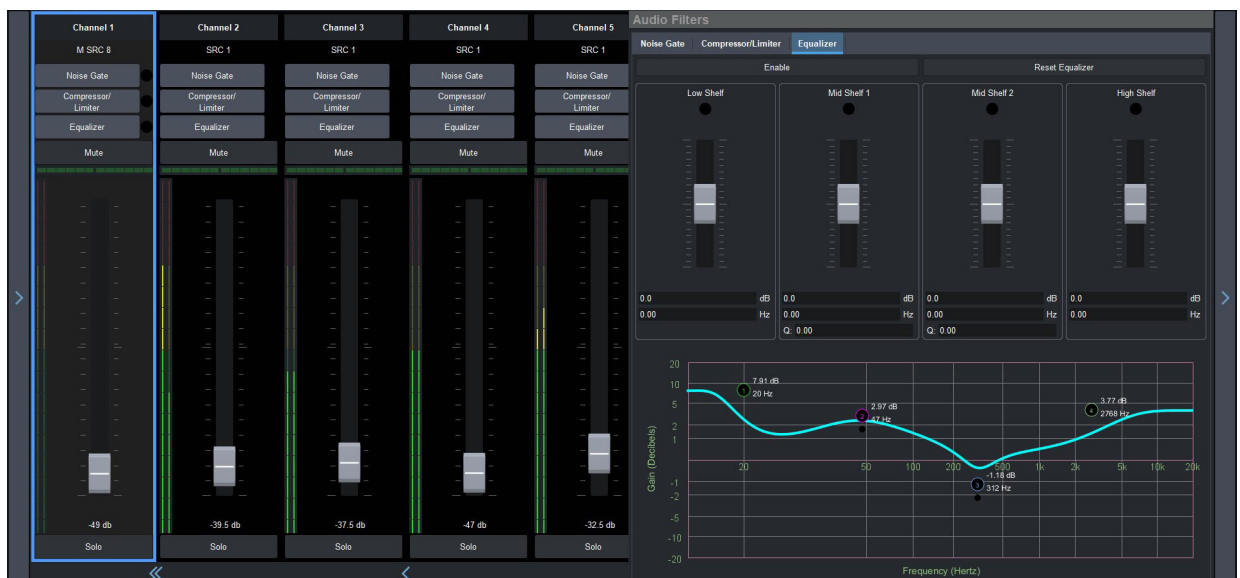 Channel 1
Channel 2
Channel 3
Channel 4
Channel 5
M SRC 8
SRC 1
SRC 1
SRC 1
SRC 1
Noise Gate
Noise Gate
Noise Gate
Noise Gate
Noise Gate
Compressor/
Limiter
Compressor/
Limiter
Compressor/
Limiter
Compressor/
Limiter
Compressor/
Limiter
Equalizer
Equalizer
Equalizer
Equalizer
Equalizer
Mute
Mute
Mute
Mute
Mute
-49 db
-39.5 db
-37.5 db
-47 db
-32.5 db
Solo
Solo
Solo
Solo
Solo
Audio Filters
Noise Gate
Compressor/Limiter
Equalizer
Enable
Reset Equalizer
Low Shelf
Mid Shelf 1
Mid Shelf 2
High Shelf
0.0 dB
0.0 dB
0.0 dB
0.0 dB
0.00 Hz
0.00 Hz
0.00 Hz
0.00 Hz
Q: 0.00
Q: 0.00
Gain (Decibels)
20
10
5
2
1
-1
-2
-5
-10
-20
1
7.91 dB
20 Hz
2
2.97 dB
47 Hz
3
-1.18 dB
312 Hz
4
3.77 dB
2768 Hz
20
50
100
200
500
1k
2k
5k
10k
20k
Frequency (Hertz)